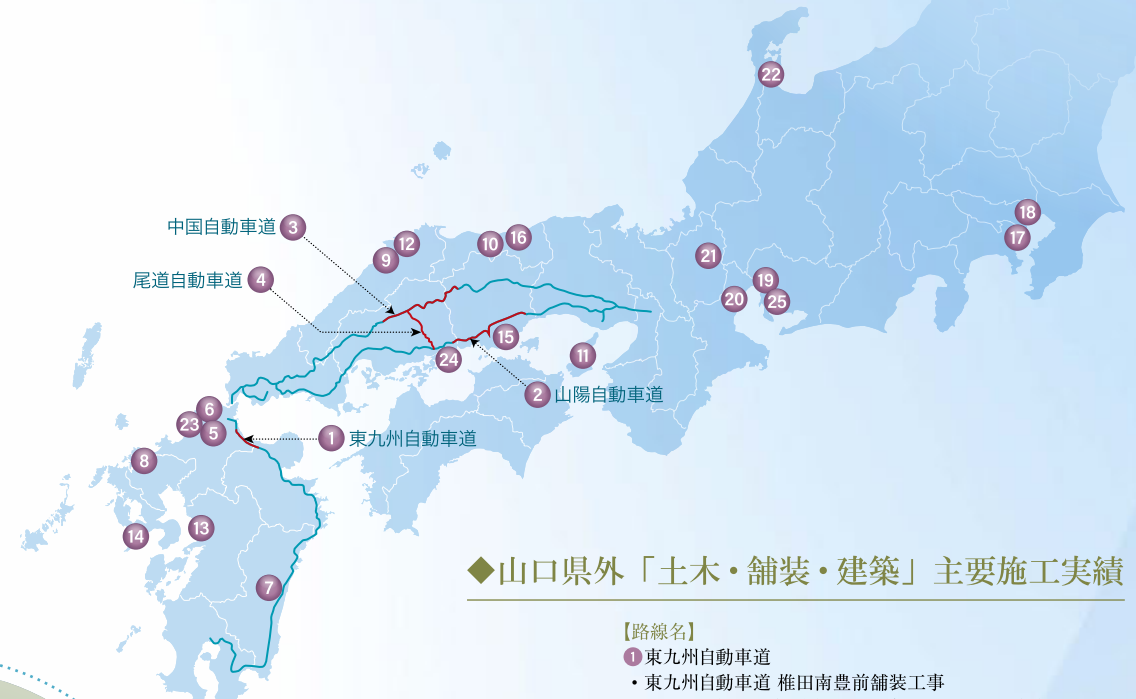 22
18
中国自動車道 3
12
10
16
17
9
21
尾道自動車道 4
19
20
25
15
24
11
2 山陽自動車道
6
23
5
1 東九州自動車道
8
13
14
7
◆山口県外「土木・舗装・建築」主要施工実績
【路線名】
1 東九州自動車道
・東九州自動車道 椎田南豊前舗装工事